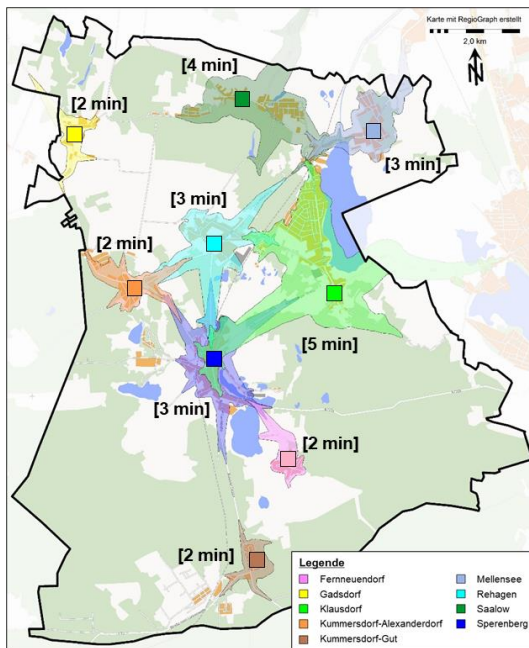 Karte mit RegioGraph erstellt
2,0 km
N
[4 min]
[2 min]
[3 min]
[3 min]
[2 min]
[5 min]
[3 min]
[2 min]
[2 min]
Legende
Fernneuendorf
Gadsdorf
Klausdorf
Kummersdorf-Alexanderdorf
Kummersdorf-Gut
Mellensee
Rehagen
Saalow
Sperenberg